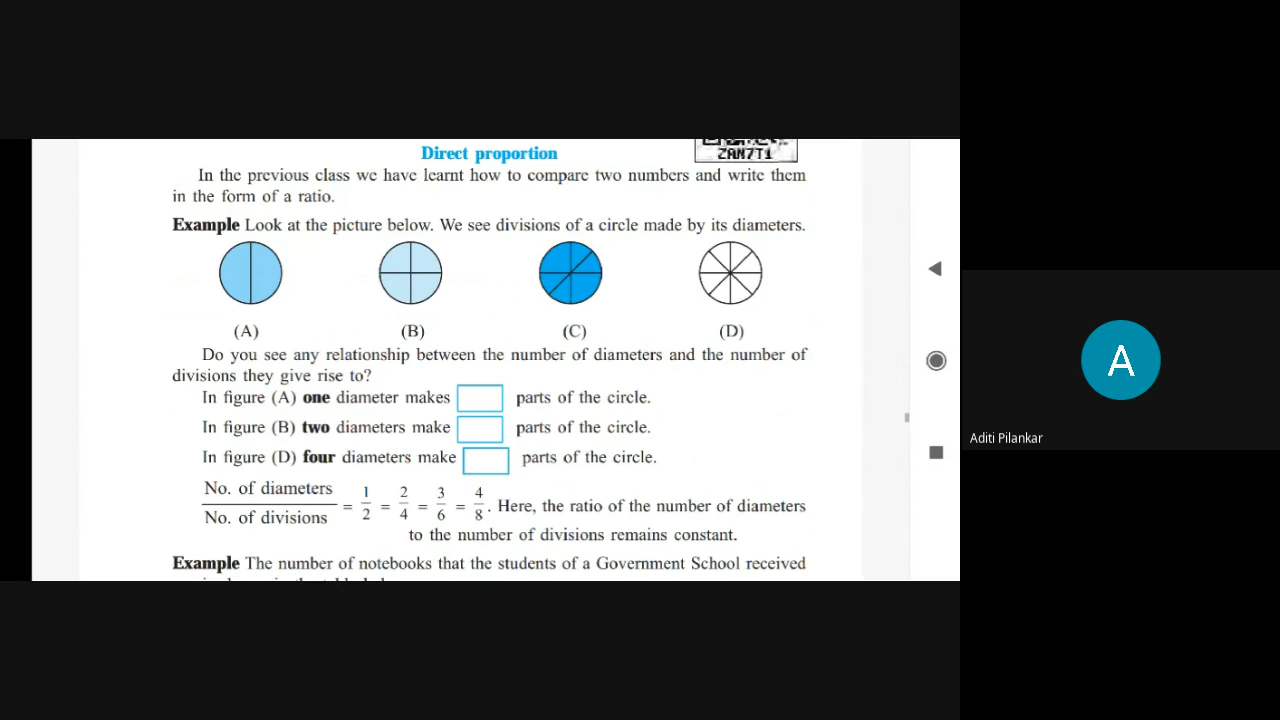 Direct proportion
ZAN7T1
In the previous class we have learnt how to compare two numbers and write them
in the form of a ratio.
Example Look at the picture below. We see divisions of a circle made by its diameters.
(A) (B) (C) (D)
Do you see any relationship between the number of diameters and the number of
divisions they give rise to?
In figure (A) one diameter makes parts of the circle.
In figure (B) two diameters make parts of the circle.
In figure (D) four diameters make parts of the circle.
No. of diameters / No. of divisions = 1/2 = 2/4 = 3/6 = 4/8. Here, the ratio of the number of diameters
to the number of divisions remains constant.
Example The number of notebooks that the students of a Government School received
A
Aditi Pilankar